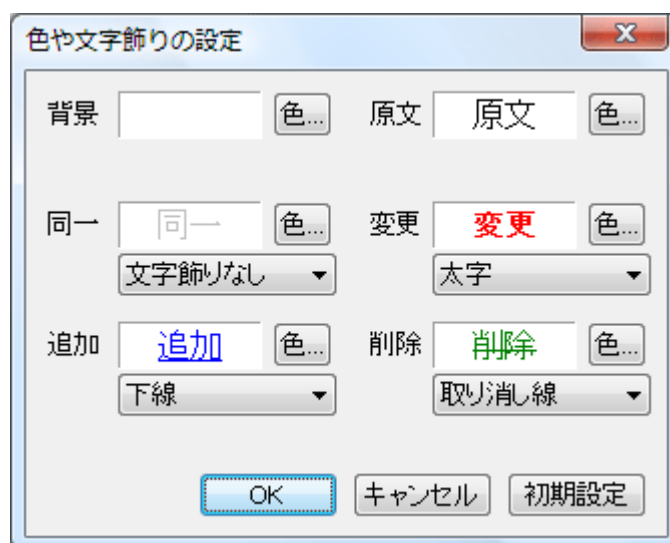 色や文字飾りの設定
背景 色... 原文 原文 色...
同一 同一 色... 変更 変更 色...
文字飾りなし 太字
追加 追加 色... 削除 削除 色...
下線 取り消し線
OK キャンセル 初期設定